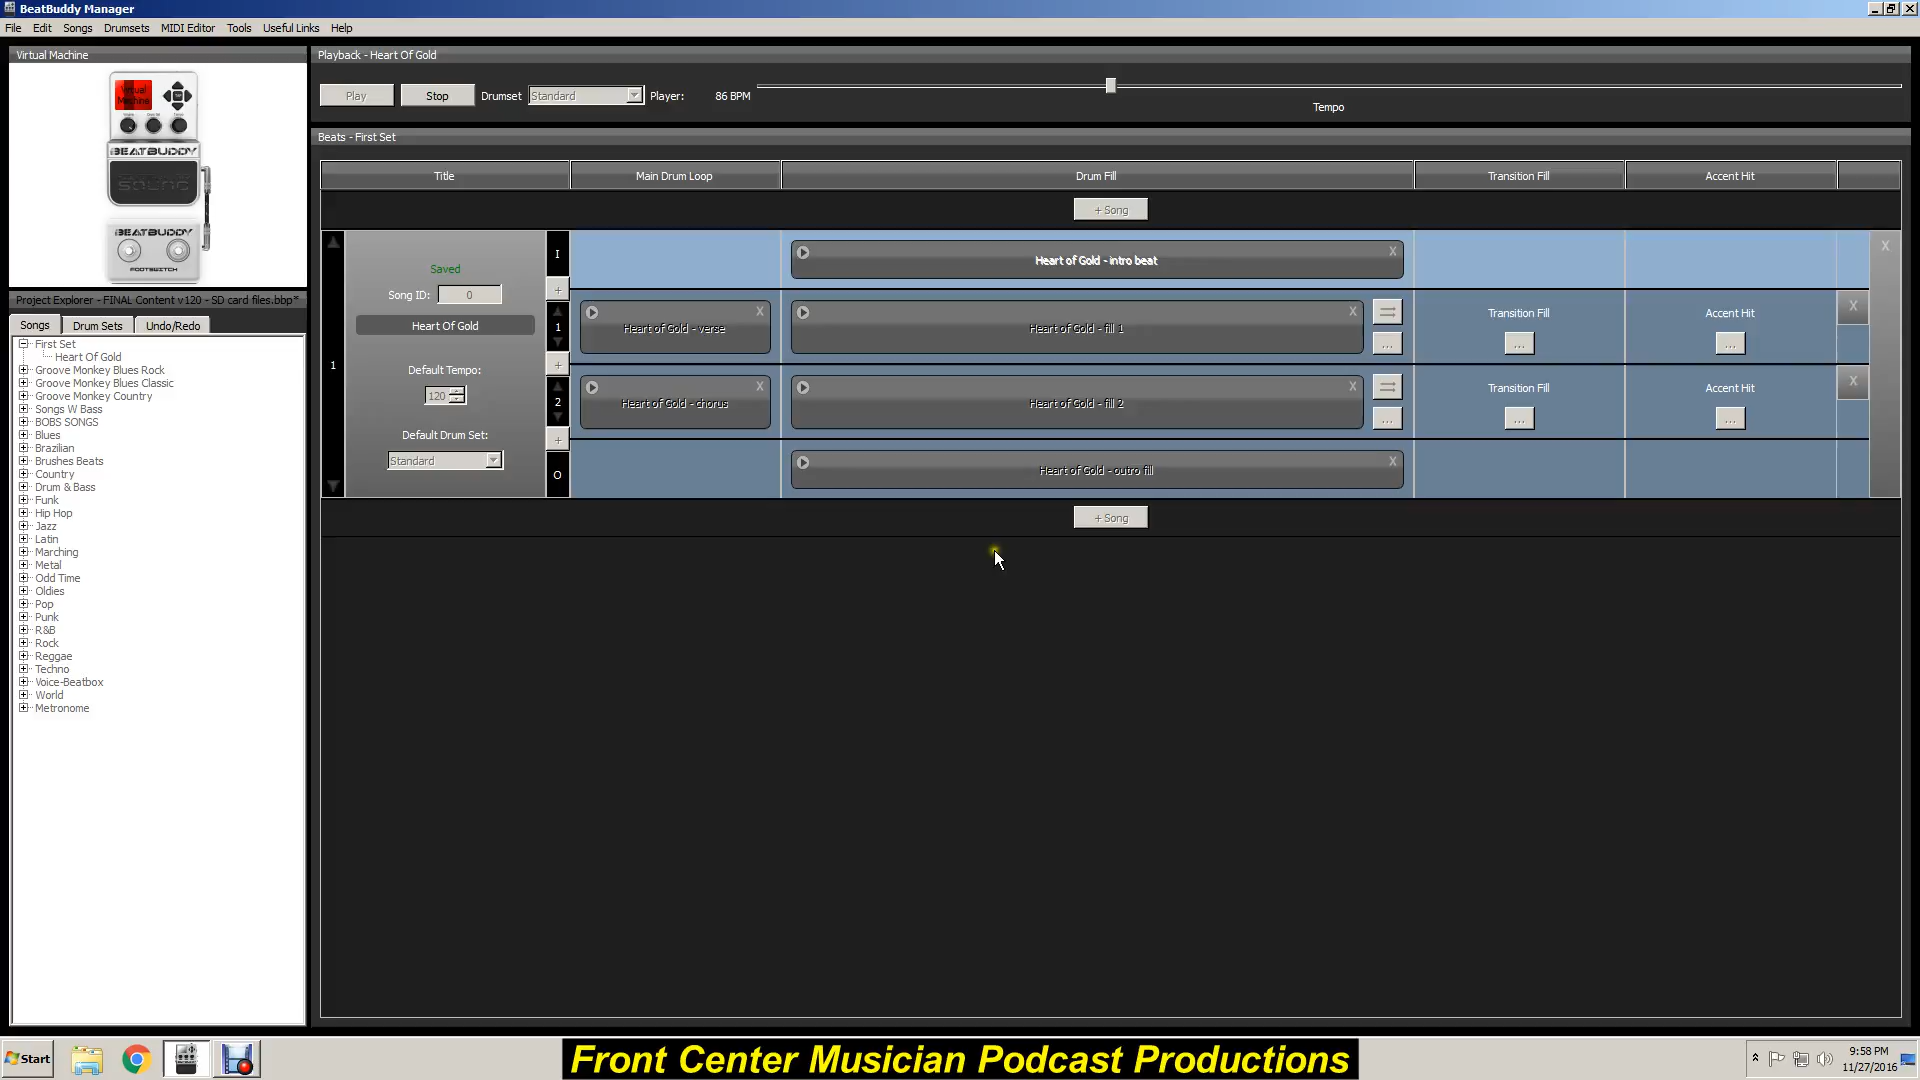 BeatBuddy Manager
File Edit Songs Drumsets MIDI Editor Tools Useful Links Help
Virtual Machine
Playback - Heart Of Gold
Virtual
Machine
BEATBUDDY
BEATBUDDY
FOOTSWITCH
Play Stop Drumset Standard Player: 86 BPM
Tempo
Beats - First Set
Title Main Drum Loop Drum Fill Transition Fill Accent Hit
+ Song
1
Saved
Song ID: 0
Heart Of Gold
Default Tempo:
120
Default Drum Set:
Standard
I Heart of Gold - intro beat X X
+
1 Heart of Gold - verse X Heart of Gold - fill 1 X ... Transition Fill ... Accent Hit ... X
+
2 Heart of Gold - chorus X Heart of Gold - fill 2 X ... Transition Fill ... Accent Hit ... X
+
O Heart of Gold - outro fill X
+ Song
Project Explorer - FINAL Content v120 - SD card files.bbp*
Songs Drum Sets Undo/Redo
First Set
Heart Of Gold
Groove Monkey Blues Rock
Groove Monkey Blues Classic
Groove Monkey Country
Songs W Bass
BOBS SONGS
Blues
Brazilian
Brushes Beats
Country
Drum & Bass
Funk
Hip Hop
Jazz
Latin
Marching
Metal
Odd Time
Oldies
Pop
Punk
R&B
Rock
Reggae
Techno
Voice-Beatbox
World
Metronome
Start
Front Center Musician Podcast Productions
9:58 PM
11/27/2016